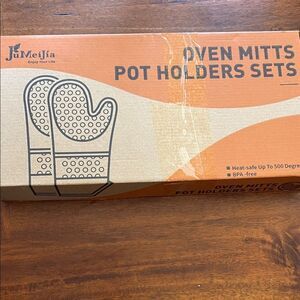 JuMeiJia
Enjoy Your Life
OVEN MITTS
POT HOLDERS SETS
Heat-safe Up To 500 Degre
BPA -free
OVEN MITTS
POT HOLDERS SETS